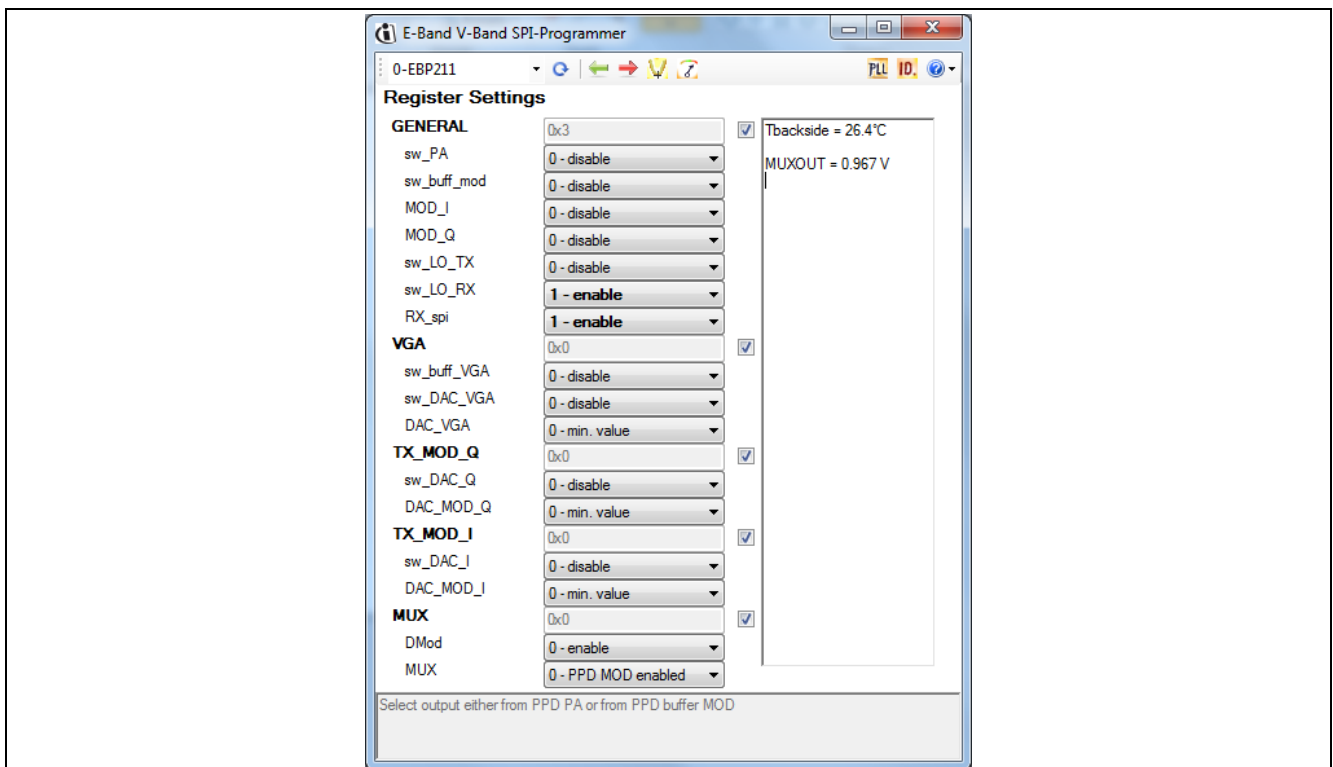 E-Band V-Band SPI-Programmer
0-EBP211
PLL ID.
Register Settings
GENERAL 0x3
sw_PA 0 - disable
sw_buff_mod 0 - disable
MOD_I 0 - disable
MOD_Q 0 - disable
sw_LO_TX 0 - disable
sw_LO_RX 1 - enable
RX_spi 1 - enable
VGA 0x0
sw_buff_VGA 0 - disable
sw_DAC_VGA 0 - disable
DAC_VGA 0 - min. value
TX_MOD_Q 0x0
sw_DAC_Q 0 - disable
DAC_MOD_Q 0 - min. value
TX_MOD_I 0x0
sw_DAC_I 0 - disable
DAC_MOD_I 0 - min. value
MUX 0x0
DMod 0 - enable
MUX 0 - PPD MOD enabled
Tbackside = 26.4°C
MUXOUT = 0.967 V
Select output either from PPD PA or from PPD buffer MOD